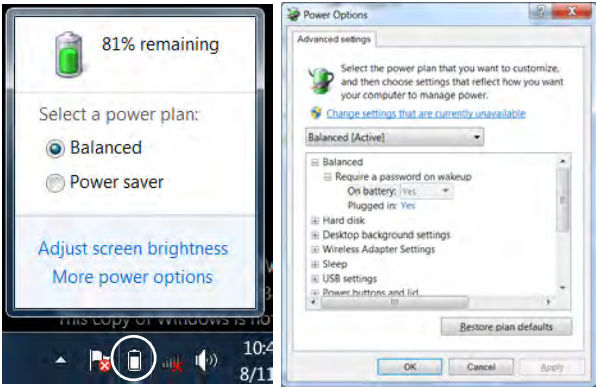 81% remaining
Select a power plan:
Balanced
Power saver
Adjust screen brightness
More power options
This copy of Windows is not
10:4
8/11
Power Options
Advanced settings
Select the power plan that you want to customize,
and then choose settings that reflect how you want
your computer to manage power.
Change settings that are currently unavailable
Balanced [Active]
Balanced
Require a password on wakeup
On battery: Yes
Plugged in: Yes
Hard disk
Desktop background settings
Wireless Adapter Settings
Sleep
USB settings
Power buttons and lid
Restore plan defaults
OK
Cancel
Apply